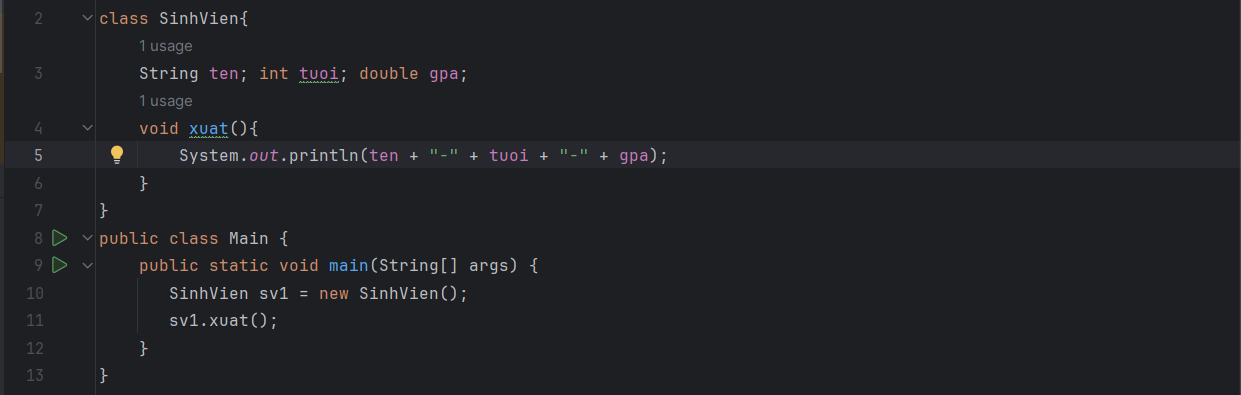 2 class SinhVien{
1 usage
3 String ten; int tuoi; double gpa;
1 usage
4 void xuat(){
5 System.out.println(ten + "-" + tuoi + "-" + gpa);
6 }
7 }
8 public class Main {
9 public static void main(String[] args) {
10 SinhVien sv1 = new SinhVien();
11 sv1.xuat();
12 }
13 }